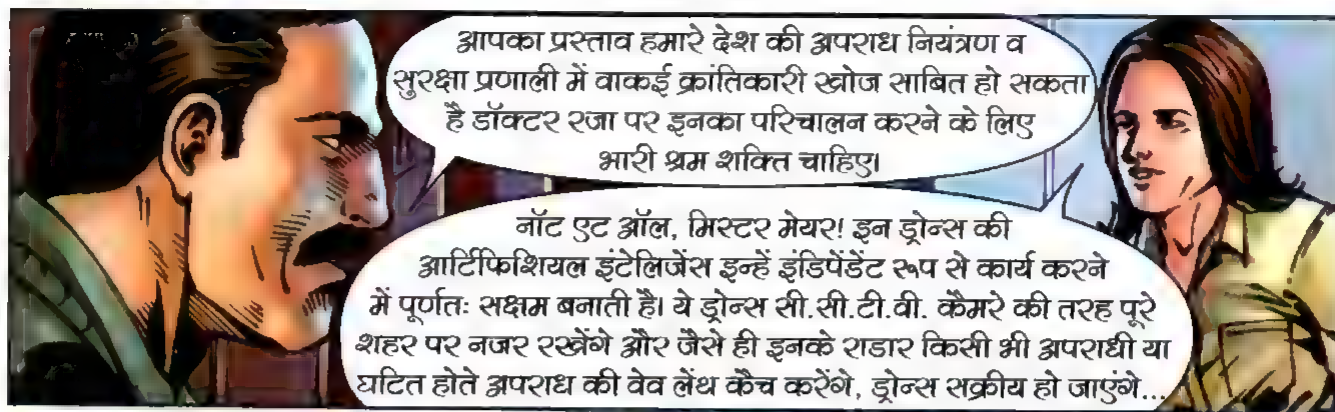 आपका प्रस्ताव हमारे देश की अपराध नियंत्रण व
सुरक्षा प्रणाली में वाकई क्रांतिकारी खोज साबित हो सकता
है डॉक्टर रजा पर इनका परिचालन करने के लिए
भारी श्रम शक्ति चाहिए।
नॉट एट ऑल, मिस्टर मेयर! इन ड्रोन्स की
आर्टिफिशियल इंटेलिजेंस इन्हें इंडिपेंडेंट रूप से कार्य करने
में पूर्णतः सक्षम बनाती है। ये ड्रोन्स सी.सी.टी.वी. कैमरे की तरह पूरे
शहर पर नजर रखेंगे और जैसे ही इनके राडार किसी भी अपराधी या
घटित होते अपराध की वेव लेंथ कैच करेंगे, ड्रोन्स सक्रीय हो जाएंगे...